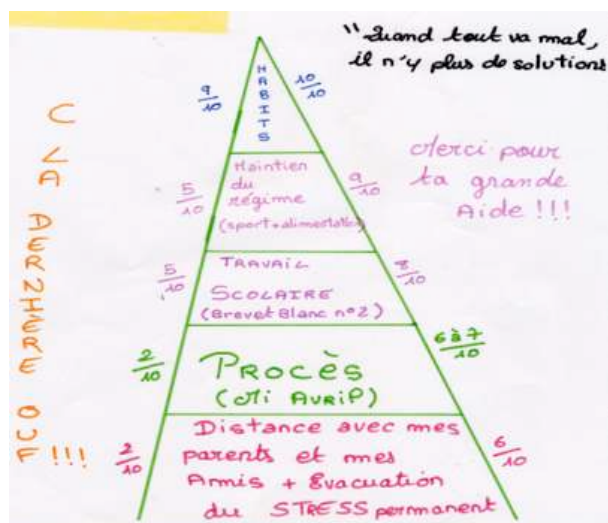 "Quand tout va mal,
il n'y plus de solutions
C LA DERNIERE OUF !!!
9/10
HABITS
10/10
Merci pour
ta grande
Aide !!!
5/10
Maintien
du
régime
(sport+alimentation)
9/10
5/10
TRAVAIL
SCOLAIRE
(Brevet Blanc n°2)
8/10
2/10
PROCÈS
(Mi AVRIL)
6 à 7/10
2/10
Distance avec mes
parents et mes
Amis + Evacuation
du STRESS permanent
6/10